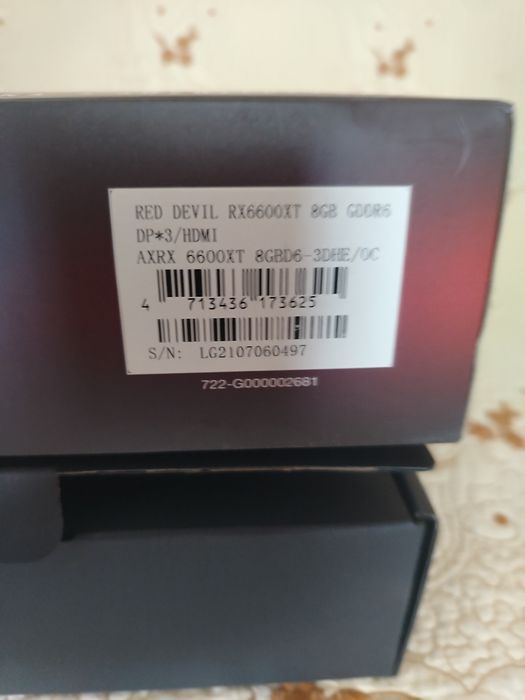 RED DEVIL RX6600XT 8GB GDDR6
DP*3/HDMI
AXRX 6600XT 8GBD6-3DHE/OC
4 713436 173625
S/N: LG2107060497
722-G000002681